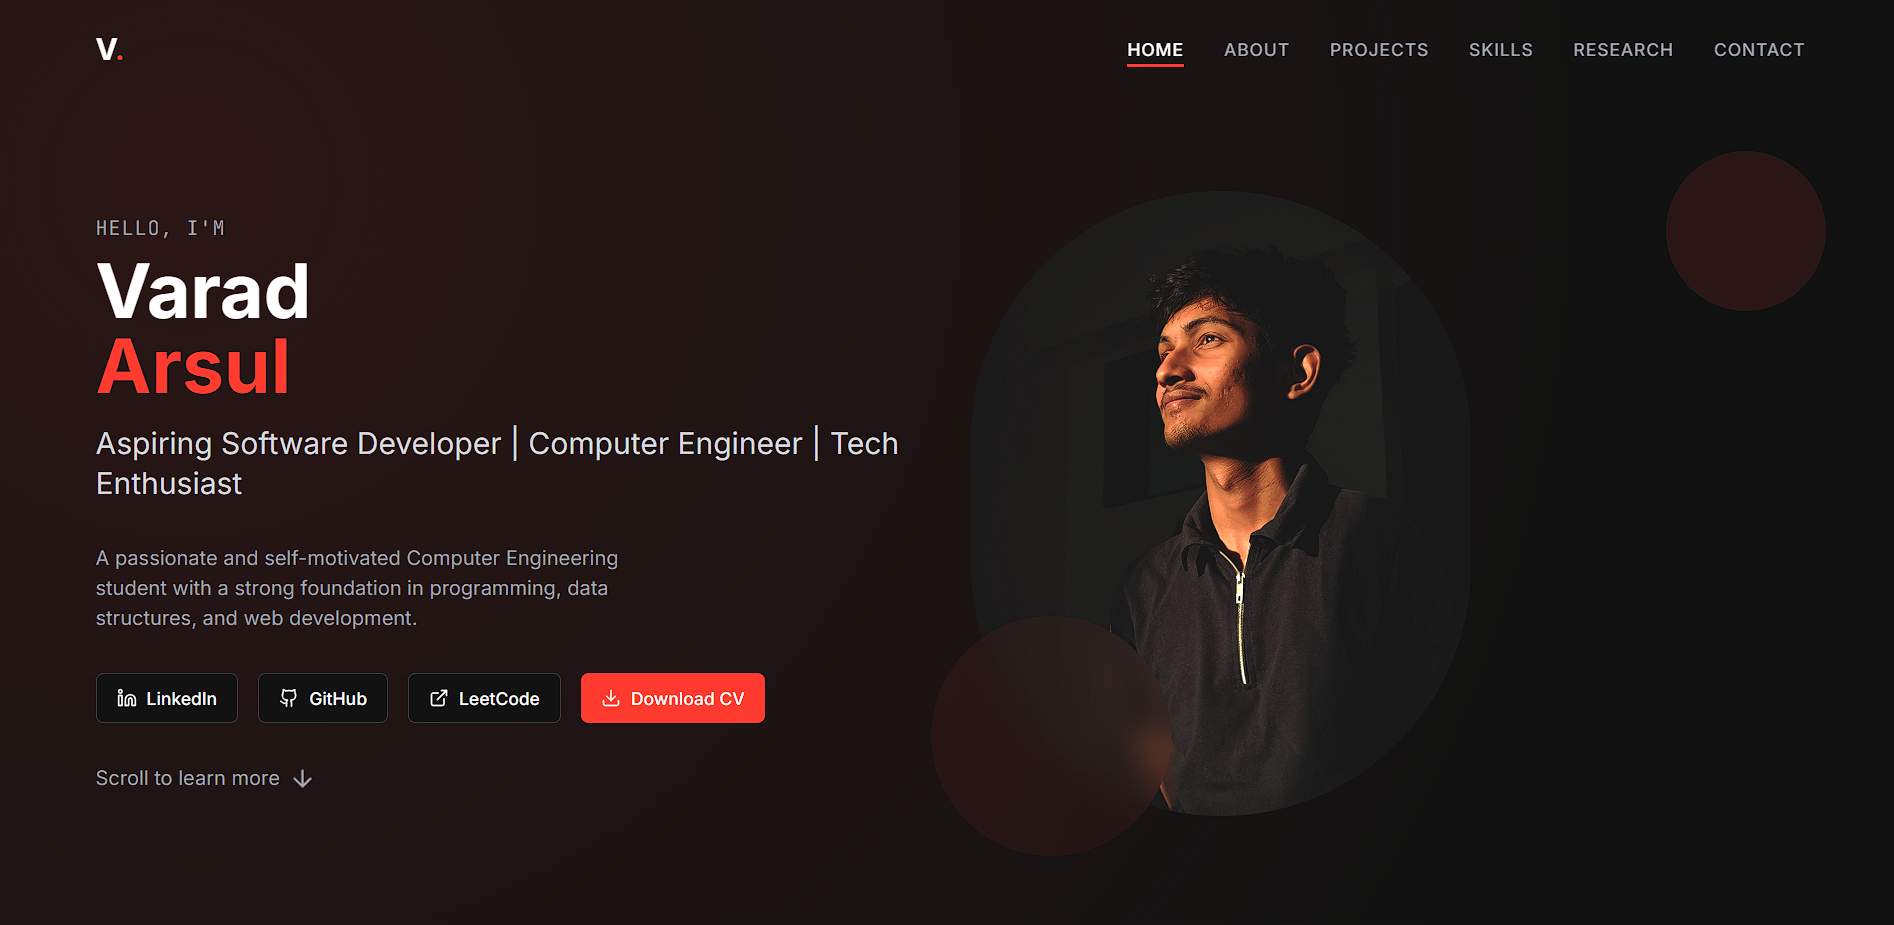 V.
HOME ABOUT PROJECTS SKILLS RESEARCH CONTACT
HELLO, I'M
Varad
Arsul
Aspiring Software Developer | Computer Engineer | Tech
Enthusiast
A passionate and self-motivated Computer Engineering
student with a strong foundation in programming, data
structures, and web development.
LinkedIn GitHub LeetCode Download CV
Scroll to learn more